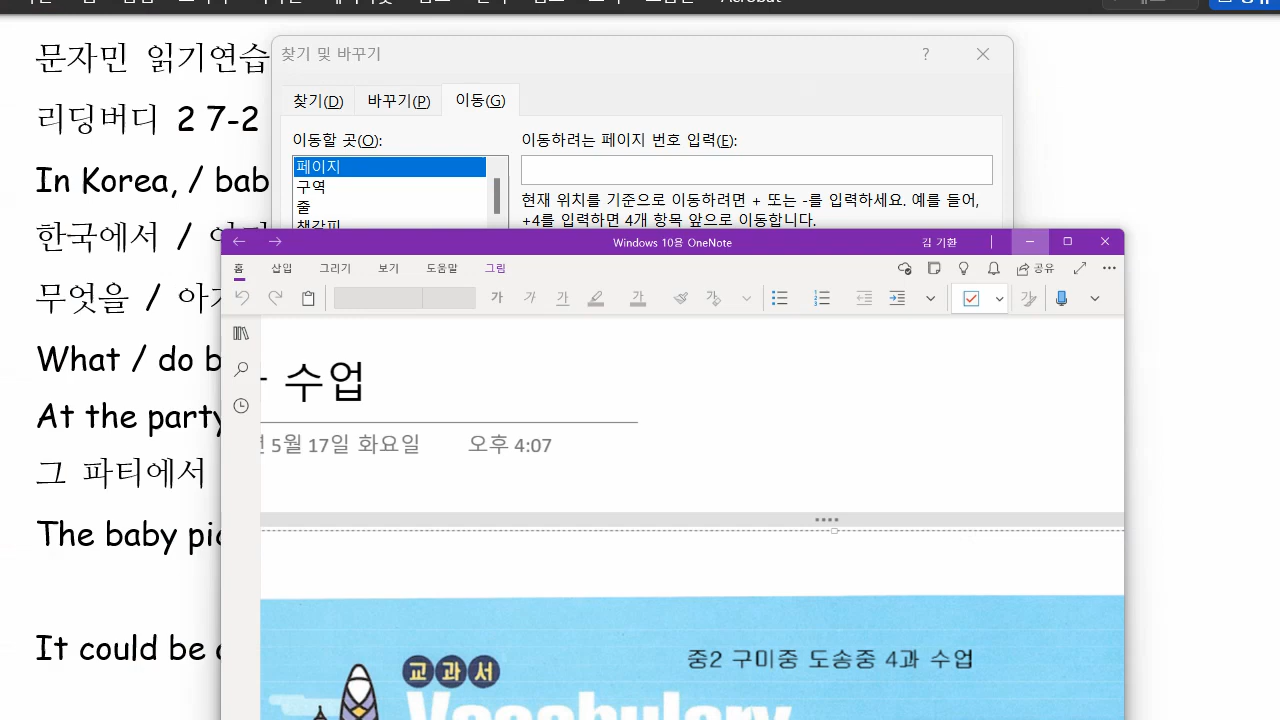 문자민 읽기연습
리딩버디 2 7-2
In Korea, / bab
한국에서 /
무엇을 /
What / do b
At the party
그 파티에서
The baby pic
It could be
찾기 및 바꾸기
?
찾기(D) 바꾸기(P) 이동(G)
이동할 곳(O):
페이지
구역
줄
책갈피
이동하려는 페이지 번호 입력(E):
현재 위치를 기준으로 이동하려면 + 또는 -를 입력하세요. 예를 들어,
+4를 입력하면 4개 항목 앞으로 이동합니다.
Windows 10용 OneNote 김 기환
홈 삽입 그리기 보기 도움말 그림 공유
가 가 가 가 가 가
수업
5월 17일 화요일 오후 4:07
중2 구미중 도송중 4과 수업
교과서
Vocabulary